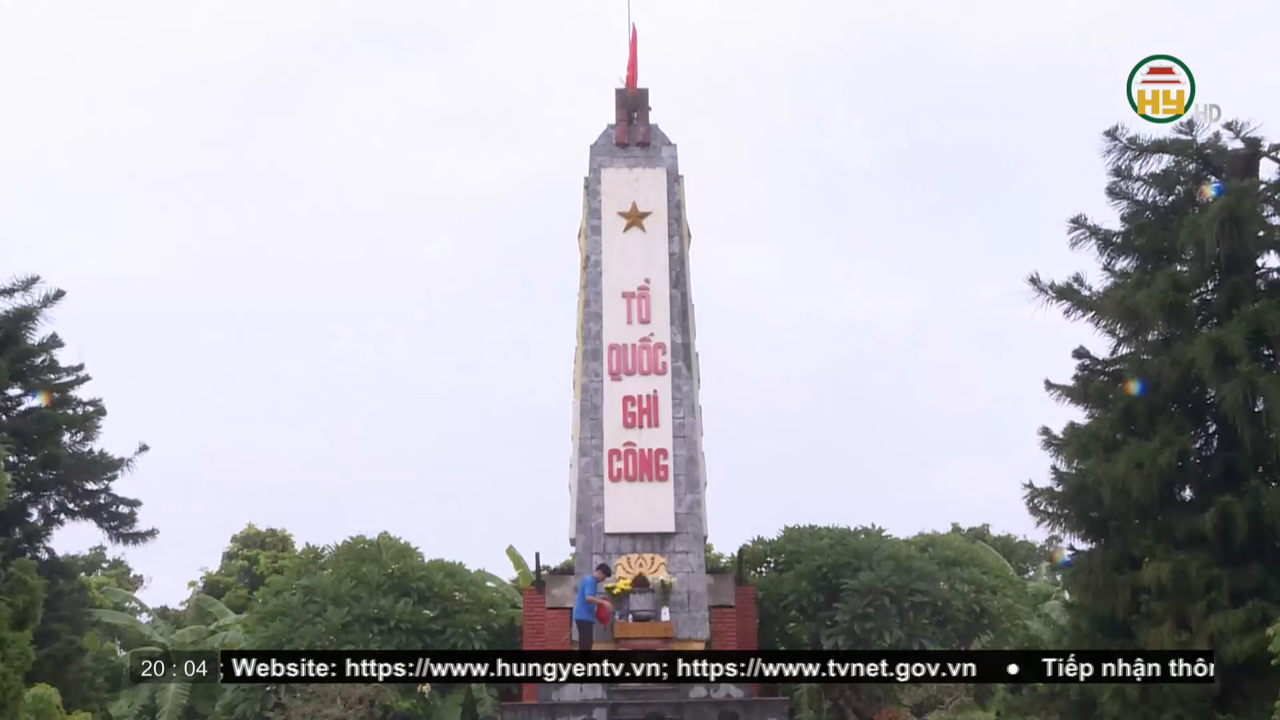 HY
HD
TỔ
QUỐC
GHI
CÔNG
20 : 04
; Website: https://www.hungyentv.vn; https://www.tvnet.gov.vn • Tiếp nhận